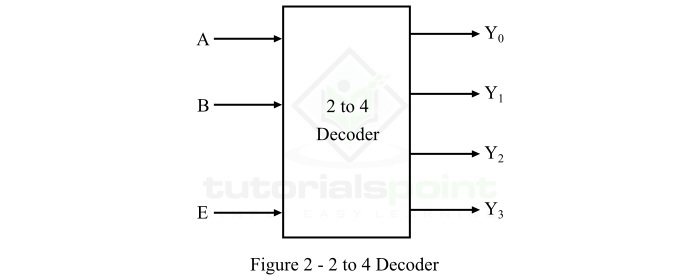 A
B
E
2 to 4
Decoder
Y₀
Y₁
Y₂
Y₃
tutorialspoint
Figure 2 - 2 to 4 Decoder